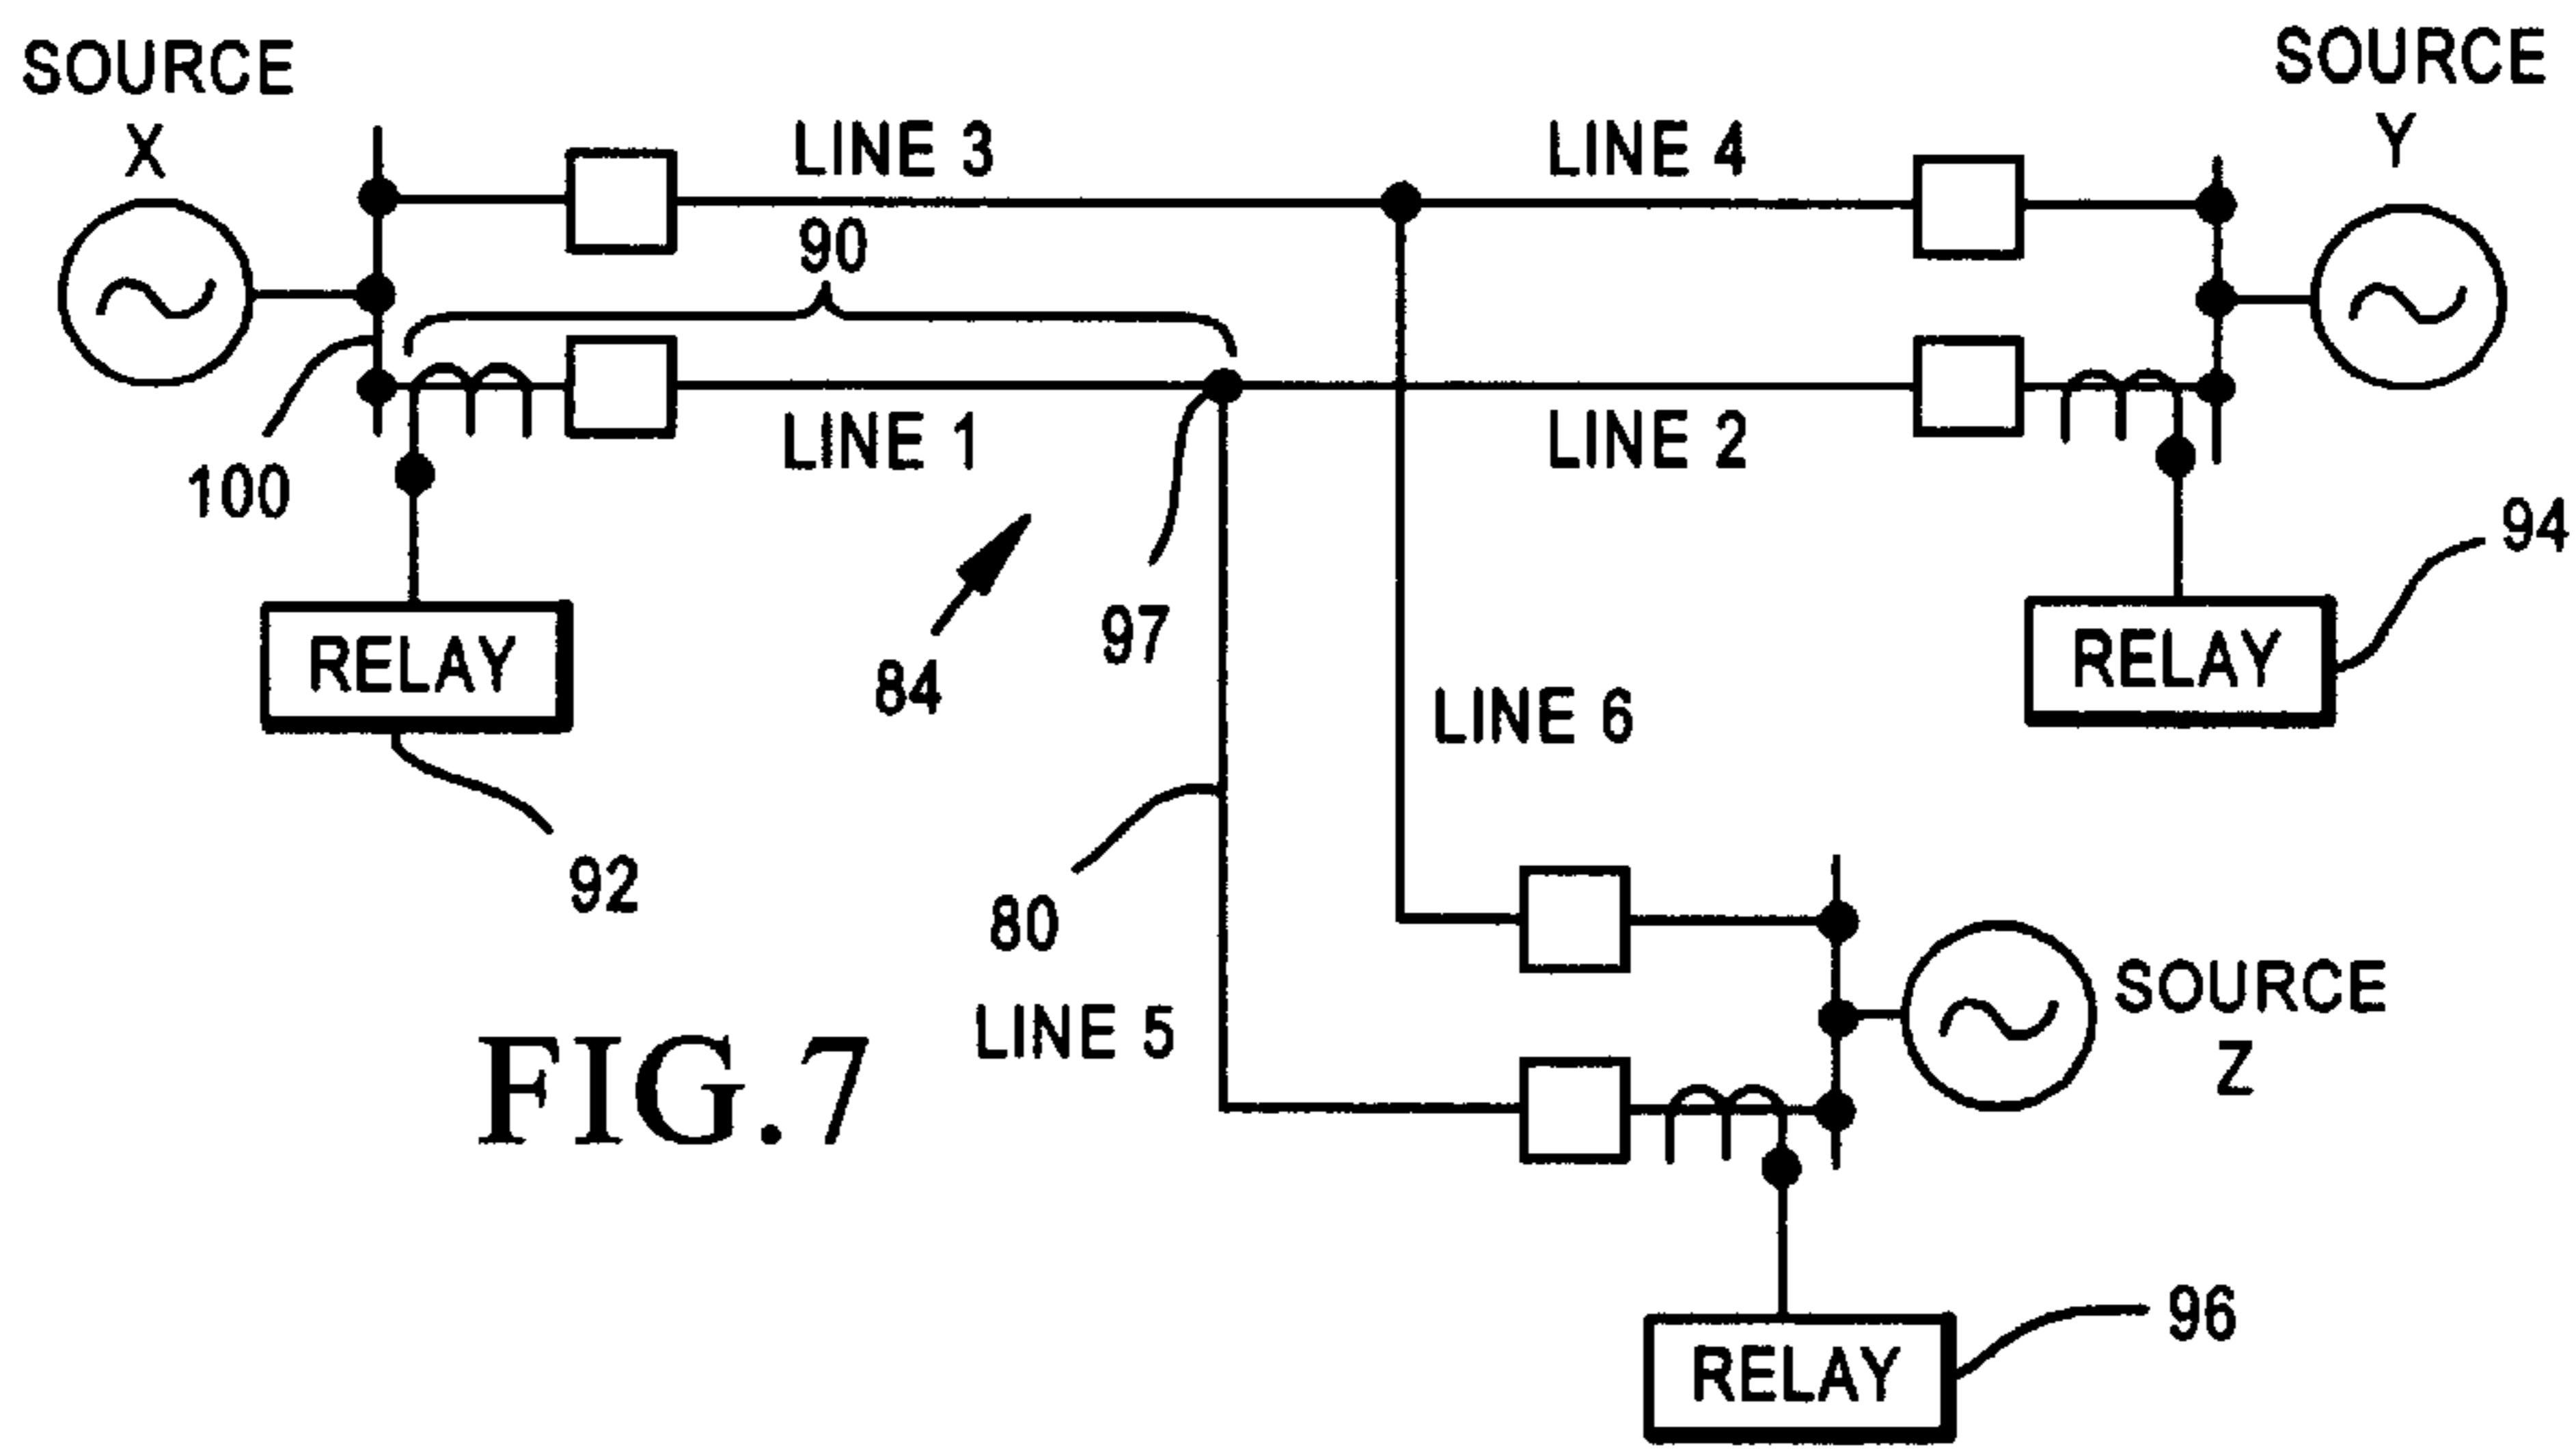 SOURCE
X
SOURCE
Y
LINE 3
LINE 4
90
100
LINE 1
LINE 2
94
97
84
RELAY
RELAY
LINE 6
92
80
LINE 5
SOURCE
Z
FIG.7
96
RELAY